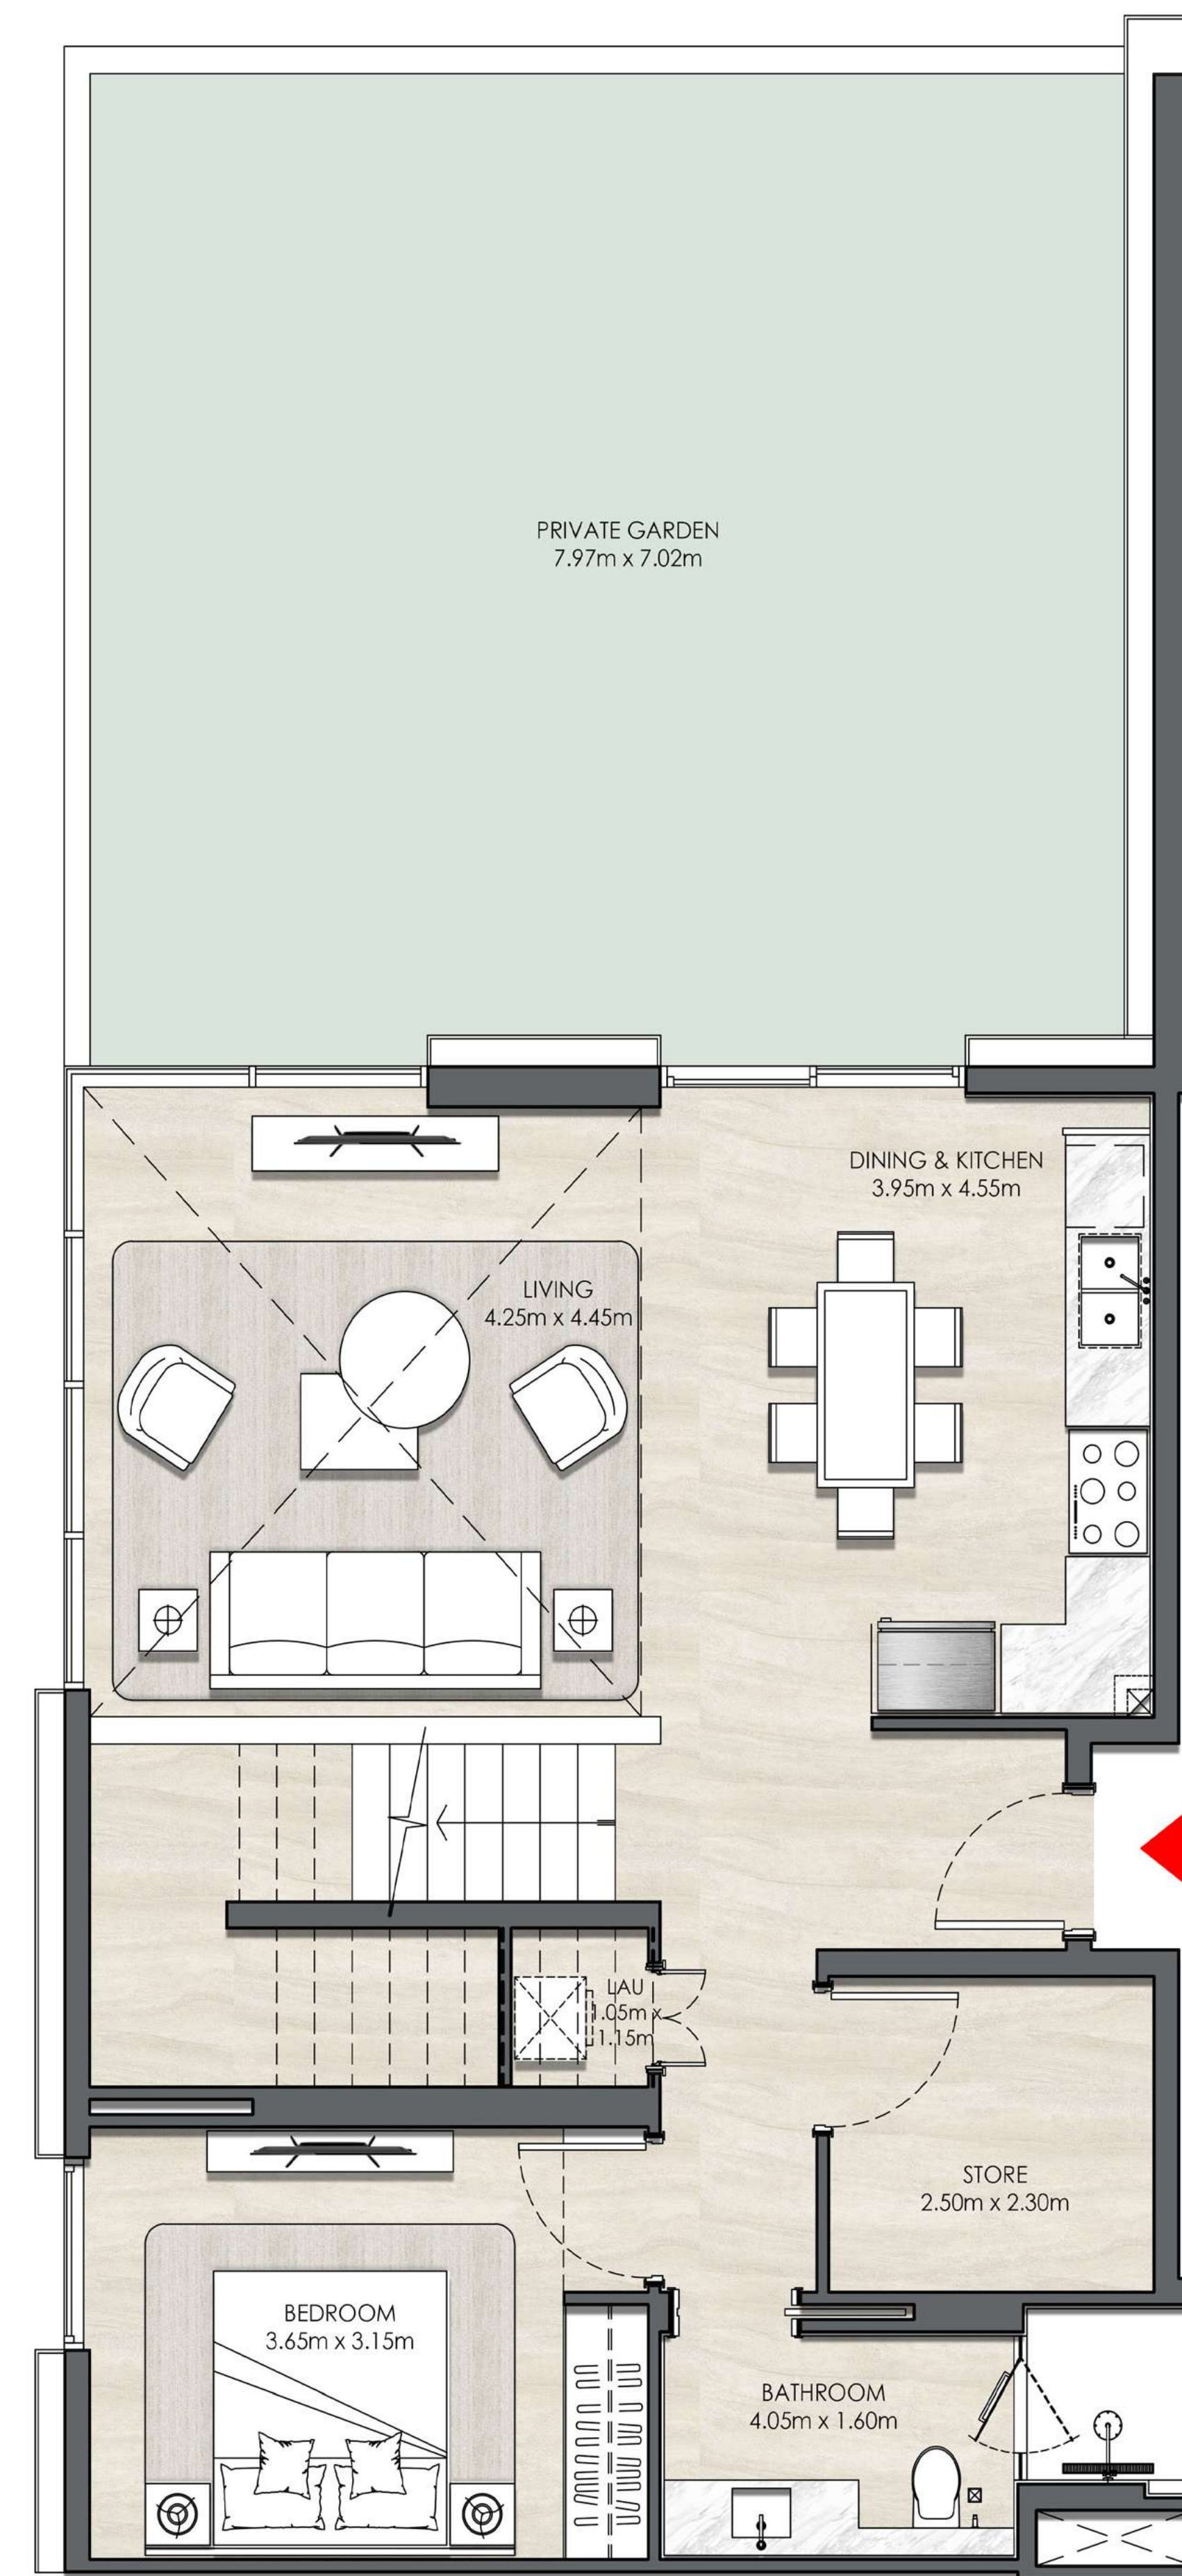 PRIVATE GARDEN
7.97m x 7.02m
DINING & KITCHEN
3.95m x 4.55m
LIVING
4.25m x 4.45m
LAU
1.05m x
1.15m
STORE
2.50m x 2.30m
BEDROOM
3.65m x 3.15m
BATHROOM
4.05m x 1.60m